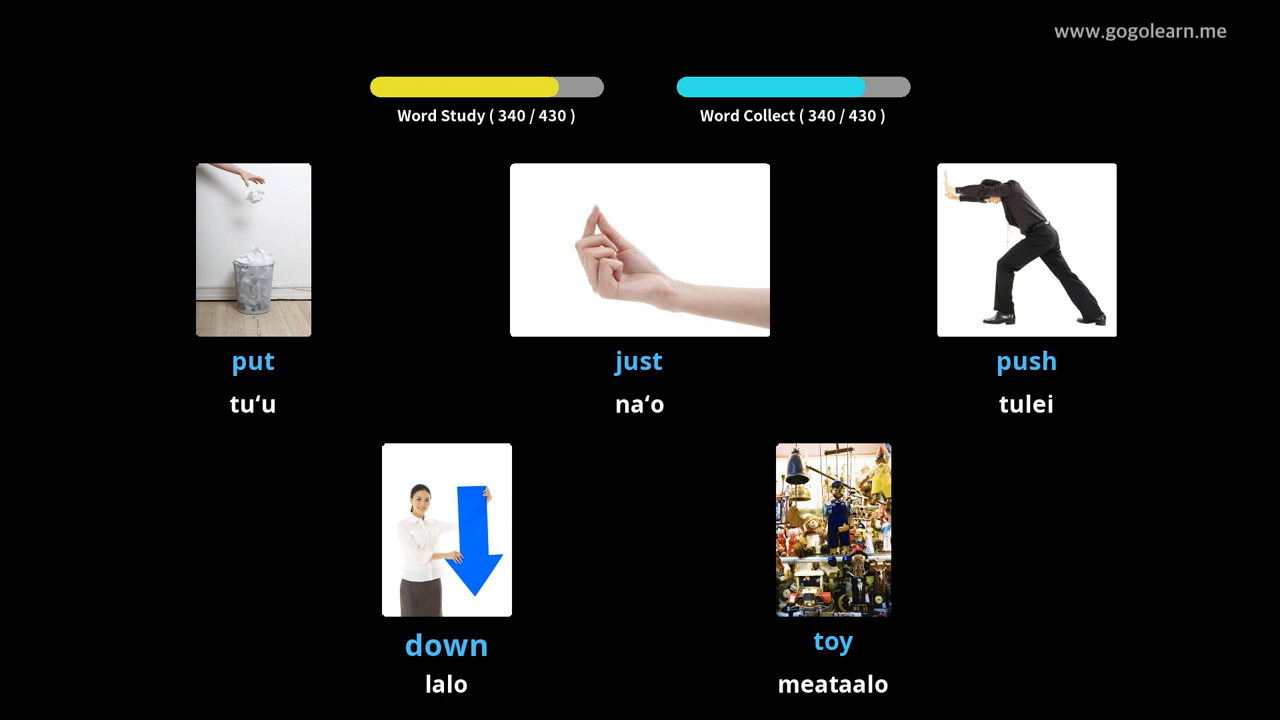 www.gogolearn.me
Word Study ( 340 / 430 )
Word Collect ( 340 / 430 )
put
just
push
tuʻu
naʻo
tulei
down
toy
lalo
meataalo